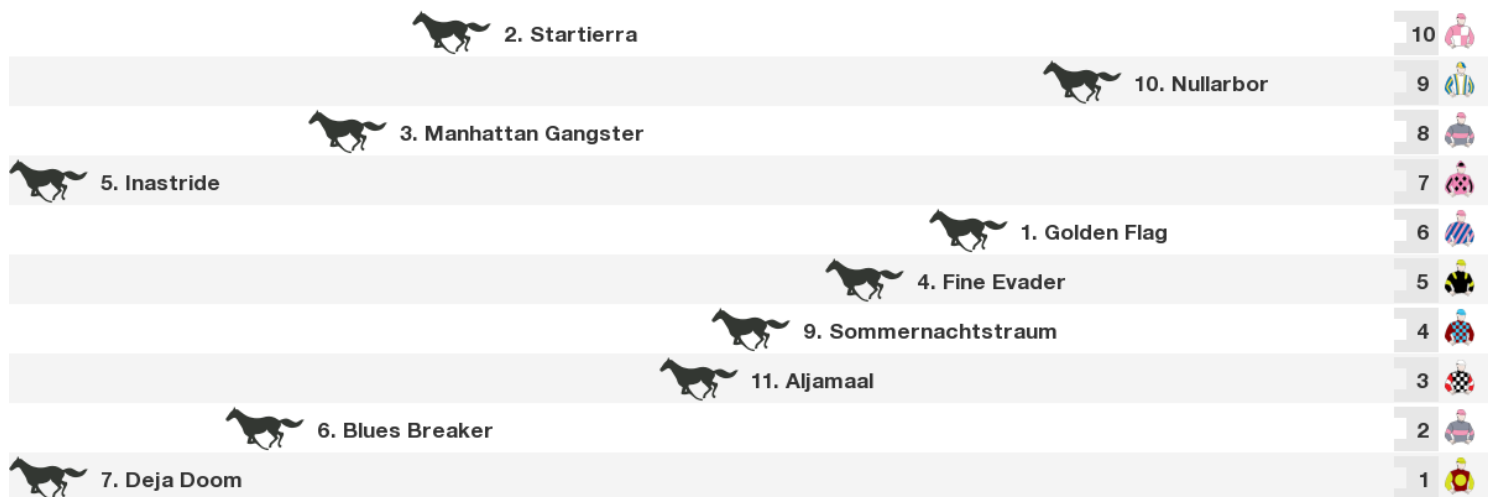 2. Startierra 10
10. Nullarbor 9
3. Manhattan Gangster 8
5. Inastride 7
1. Golden Flag 6
4. Fine Evader 5
9. Sommernachtstraum 4
11. Aljamaal 3
6. Blues Breaker 2
7. Deja Doom 1